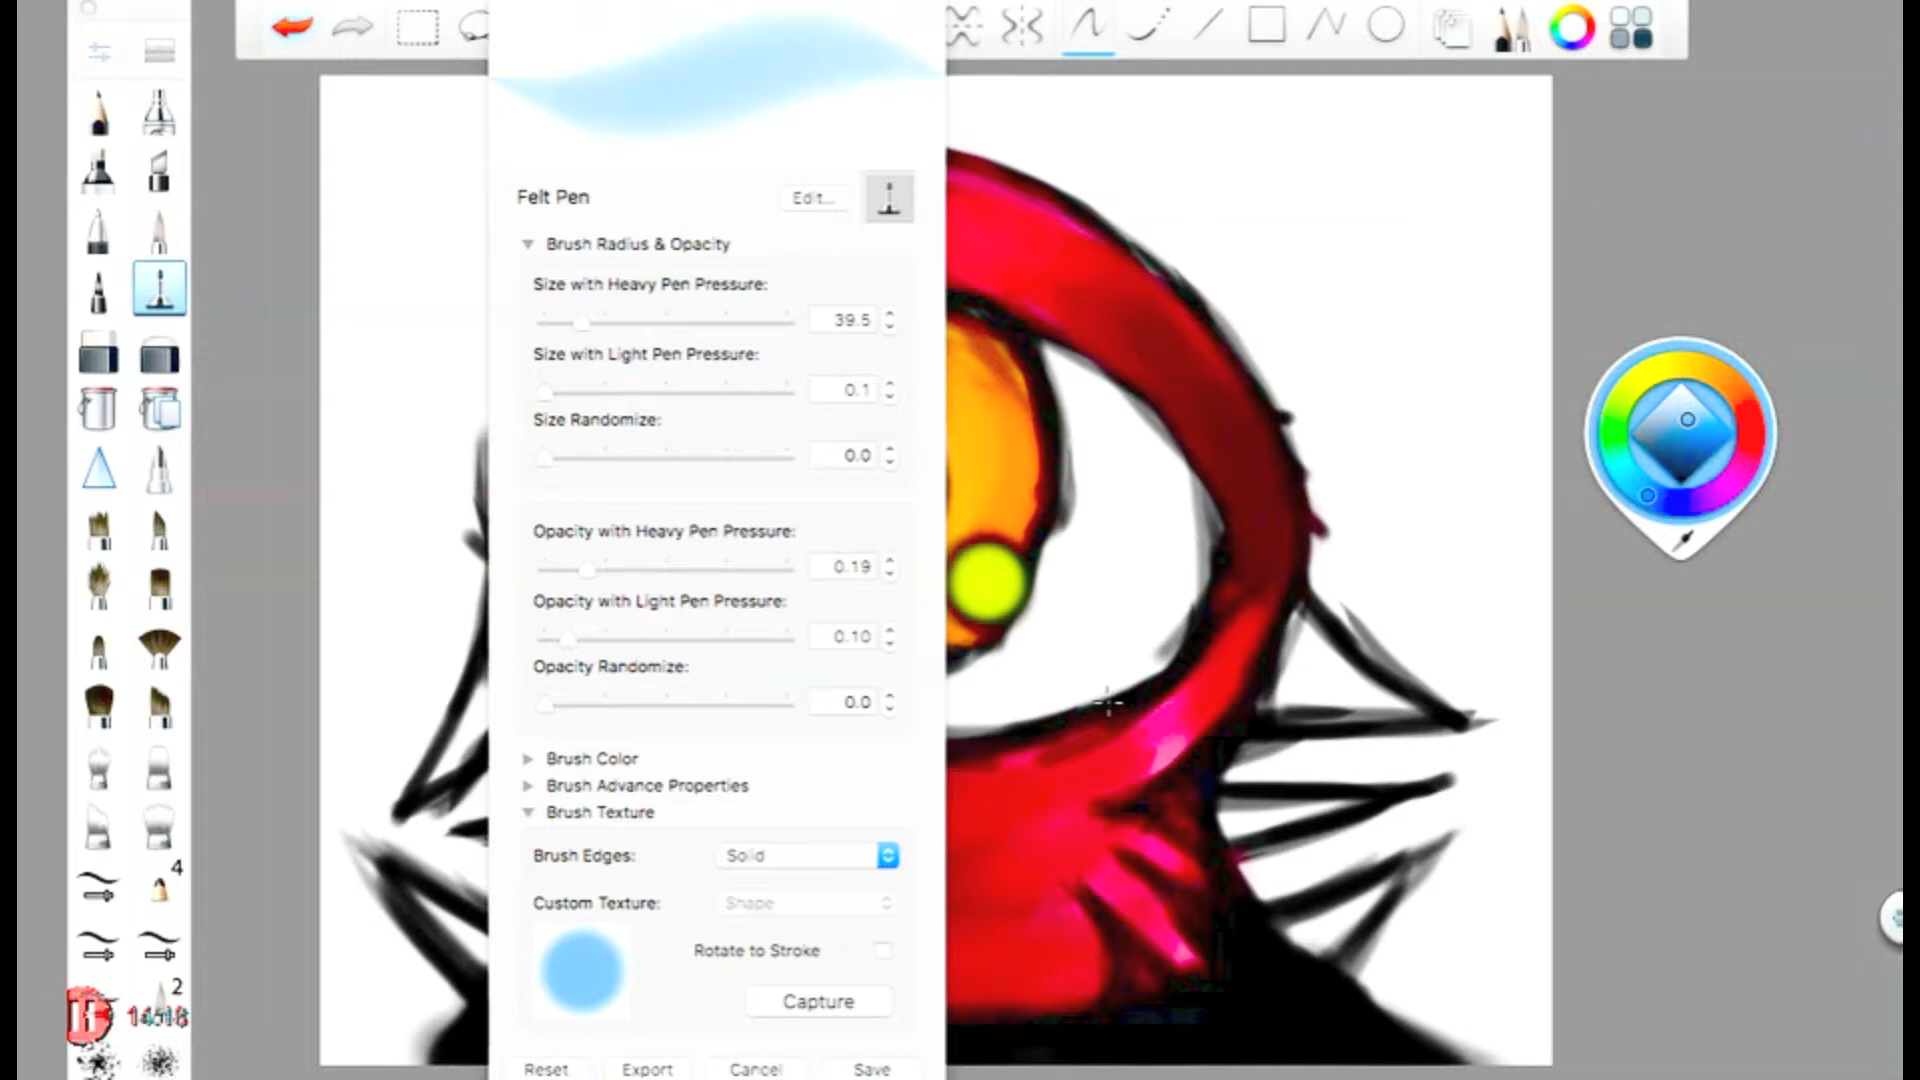 Felt Pen
Edit...
Brush Radius & Opacity
Size with Heavy Pen Pressure:
39.5
Size with Light Pen Pressure:
0.1
Size Randomize:
0.0
Opacity with Heavy Pen Pressure:
0.19
Opacity with Light Pen Pressure:
0.10
Opacity Randomize:
0.0
Brush Color
Brush Advance Properties
Brush Texture
Brush Edges: Solid
4
Custom Texture: Shape
Rotate to Stroke
2
Capture
Reset Export Cancel Save